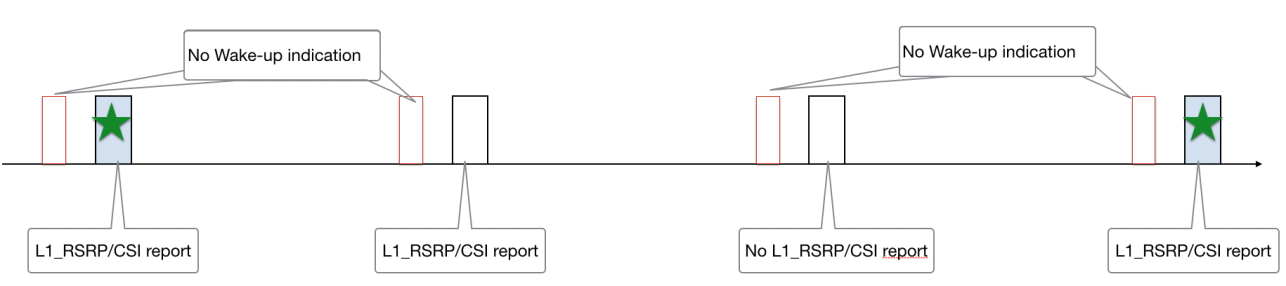 No Wake-up indication
No Wake-up indication
L1_RSRP/CSI report
L1_RSRP/CSI report
No L1_RSRP/CSI report
L1_RSRP/CSI report